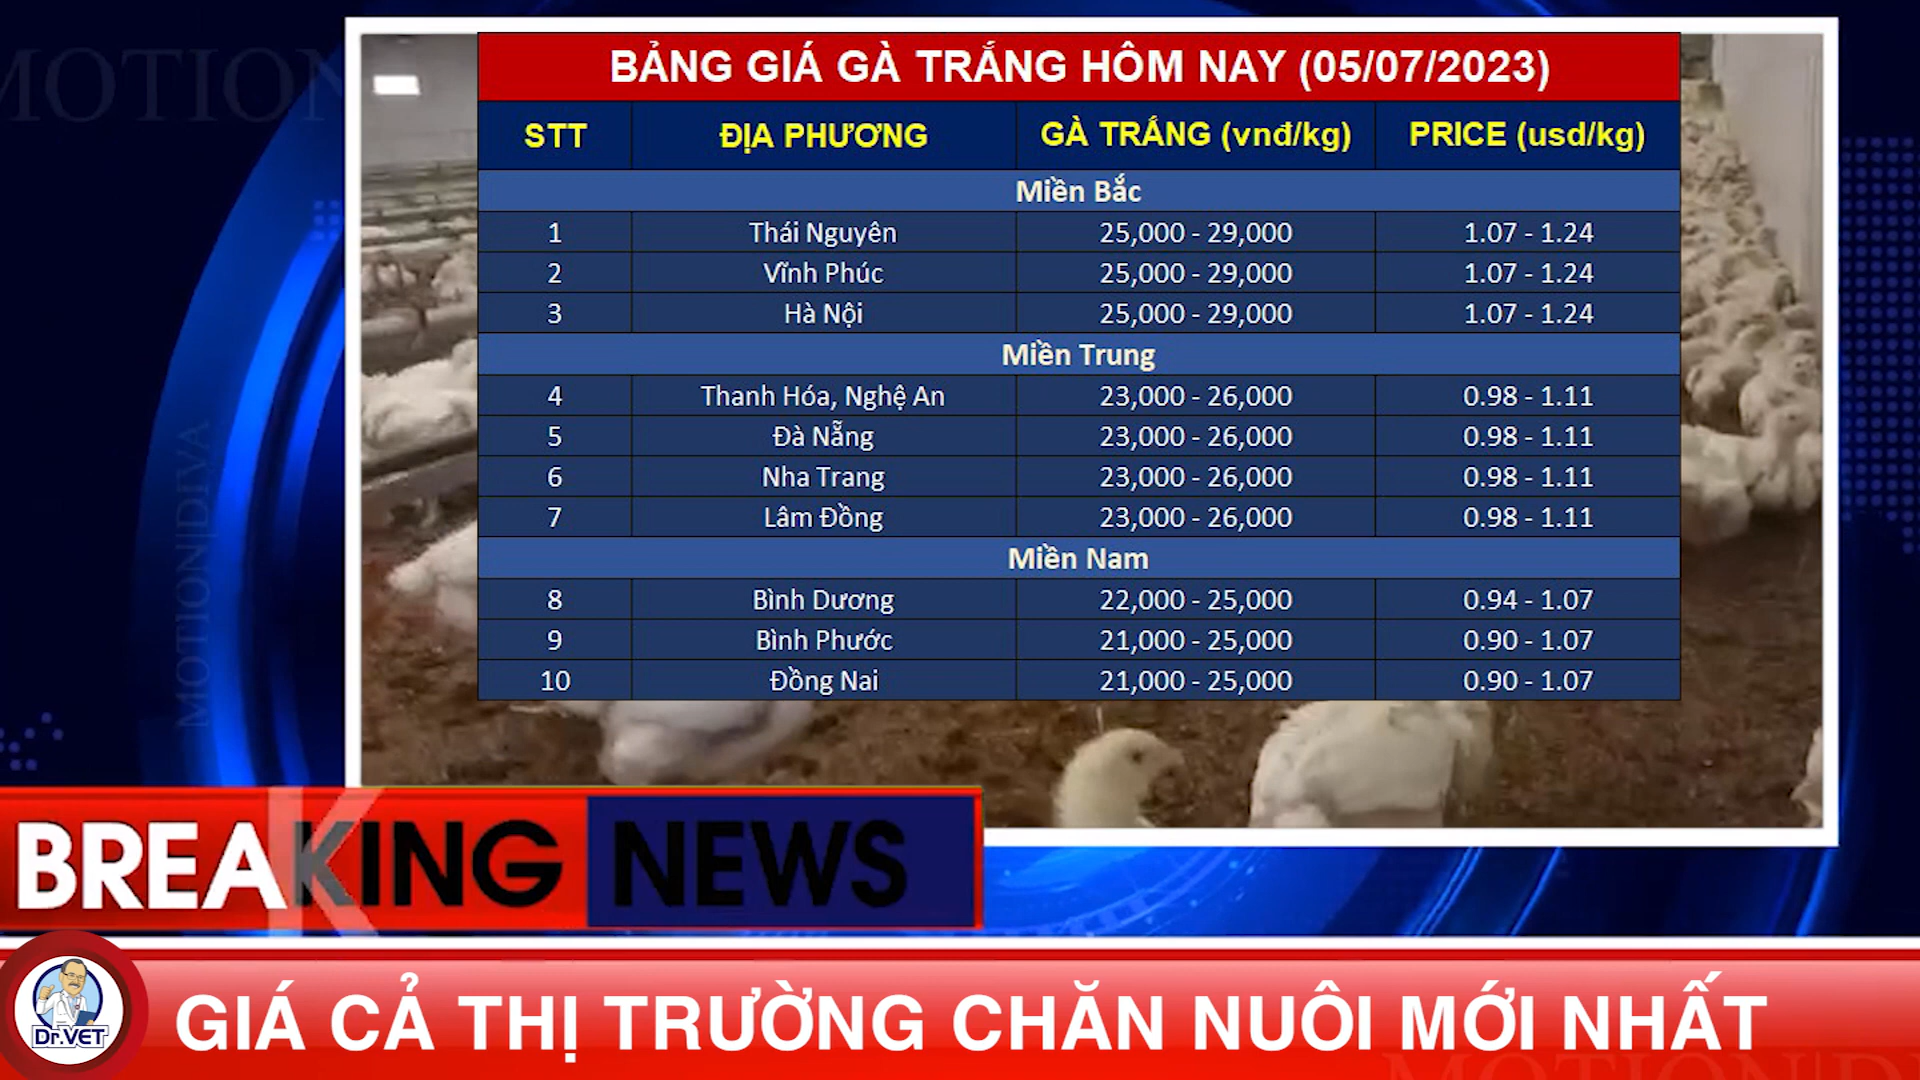 MOTION
BẢNG GIÁ GÀ TRẮNG HÔM NAY (05/07/2023)
STT ĐỊA PHƯƠNG GÀ TRẮNG (vnđ/kg) PRICE (usd/kg)
Miền Bắc
1 Thái Nguyên 25,000 - 29,000 1.07 - 1.24
2 Vĩnh Phúc 25,000 - 29,000 1.07 - 1.24
3 Hà Nội 25,000 - 29,000 1.07 - 1.24
Miền Trung
4 Thanh Hóa, Nghệ An 23,000 - 26,000 0.98 - 1.11
5 Đà Nẵng 23,000 - 26,000 0.98 - 1.11
6 Nha Trang 23,000 - 26,000 0.98 - 1.11
7 Lâm Đồng 23,000 - 26,000 0.98 - 1.11
Miền Nam
8 Bình Dương 22,000 - 25,000 0.94 - 1.07
9 Bình Phước 21,000 - 25,000 0.90 - 1.07
10 Đồng Nai 21,000 - 25,000 0.90 - 1.07
MOTION|DIVA
BREAKING NEWS
Dr.VET
GIÁ CẢ THỊ TRƯỜNG CHĂN NUÔI MỚI NHẤT
MOTION|D